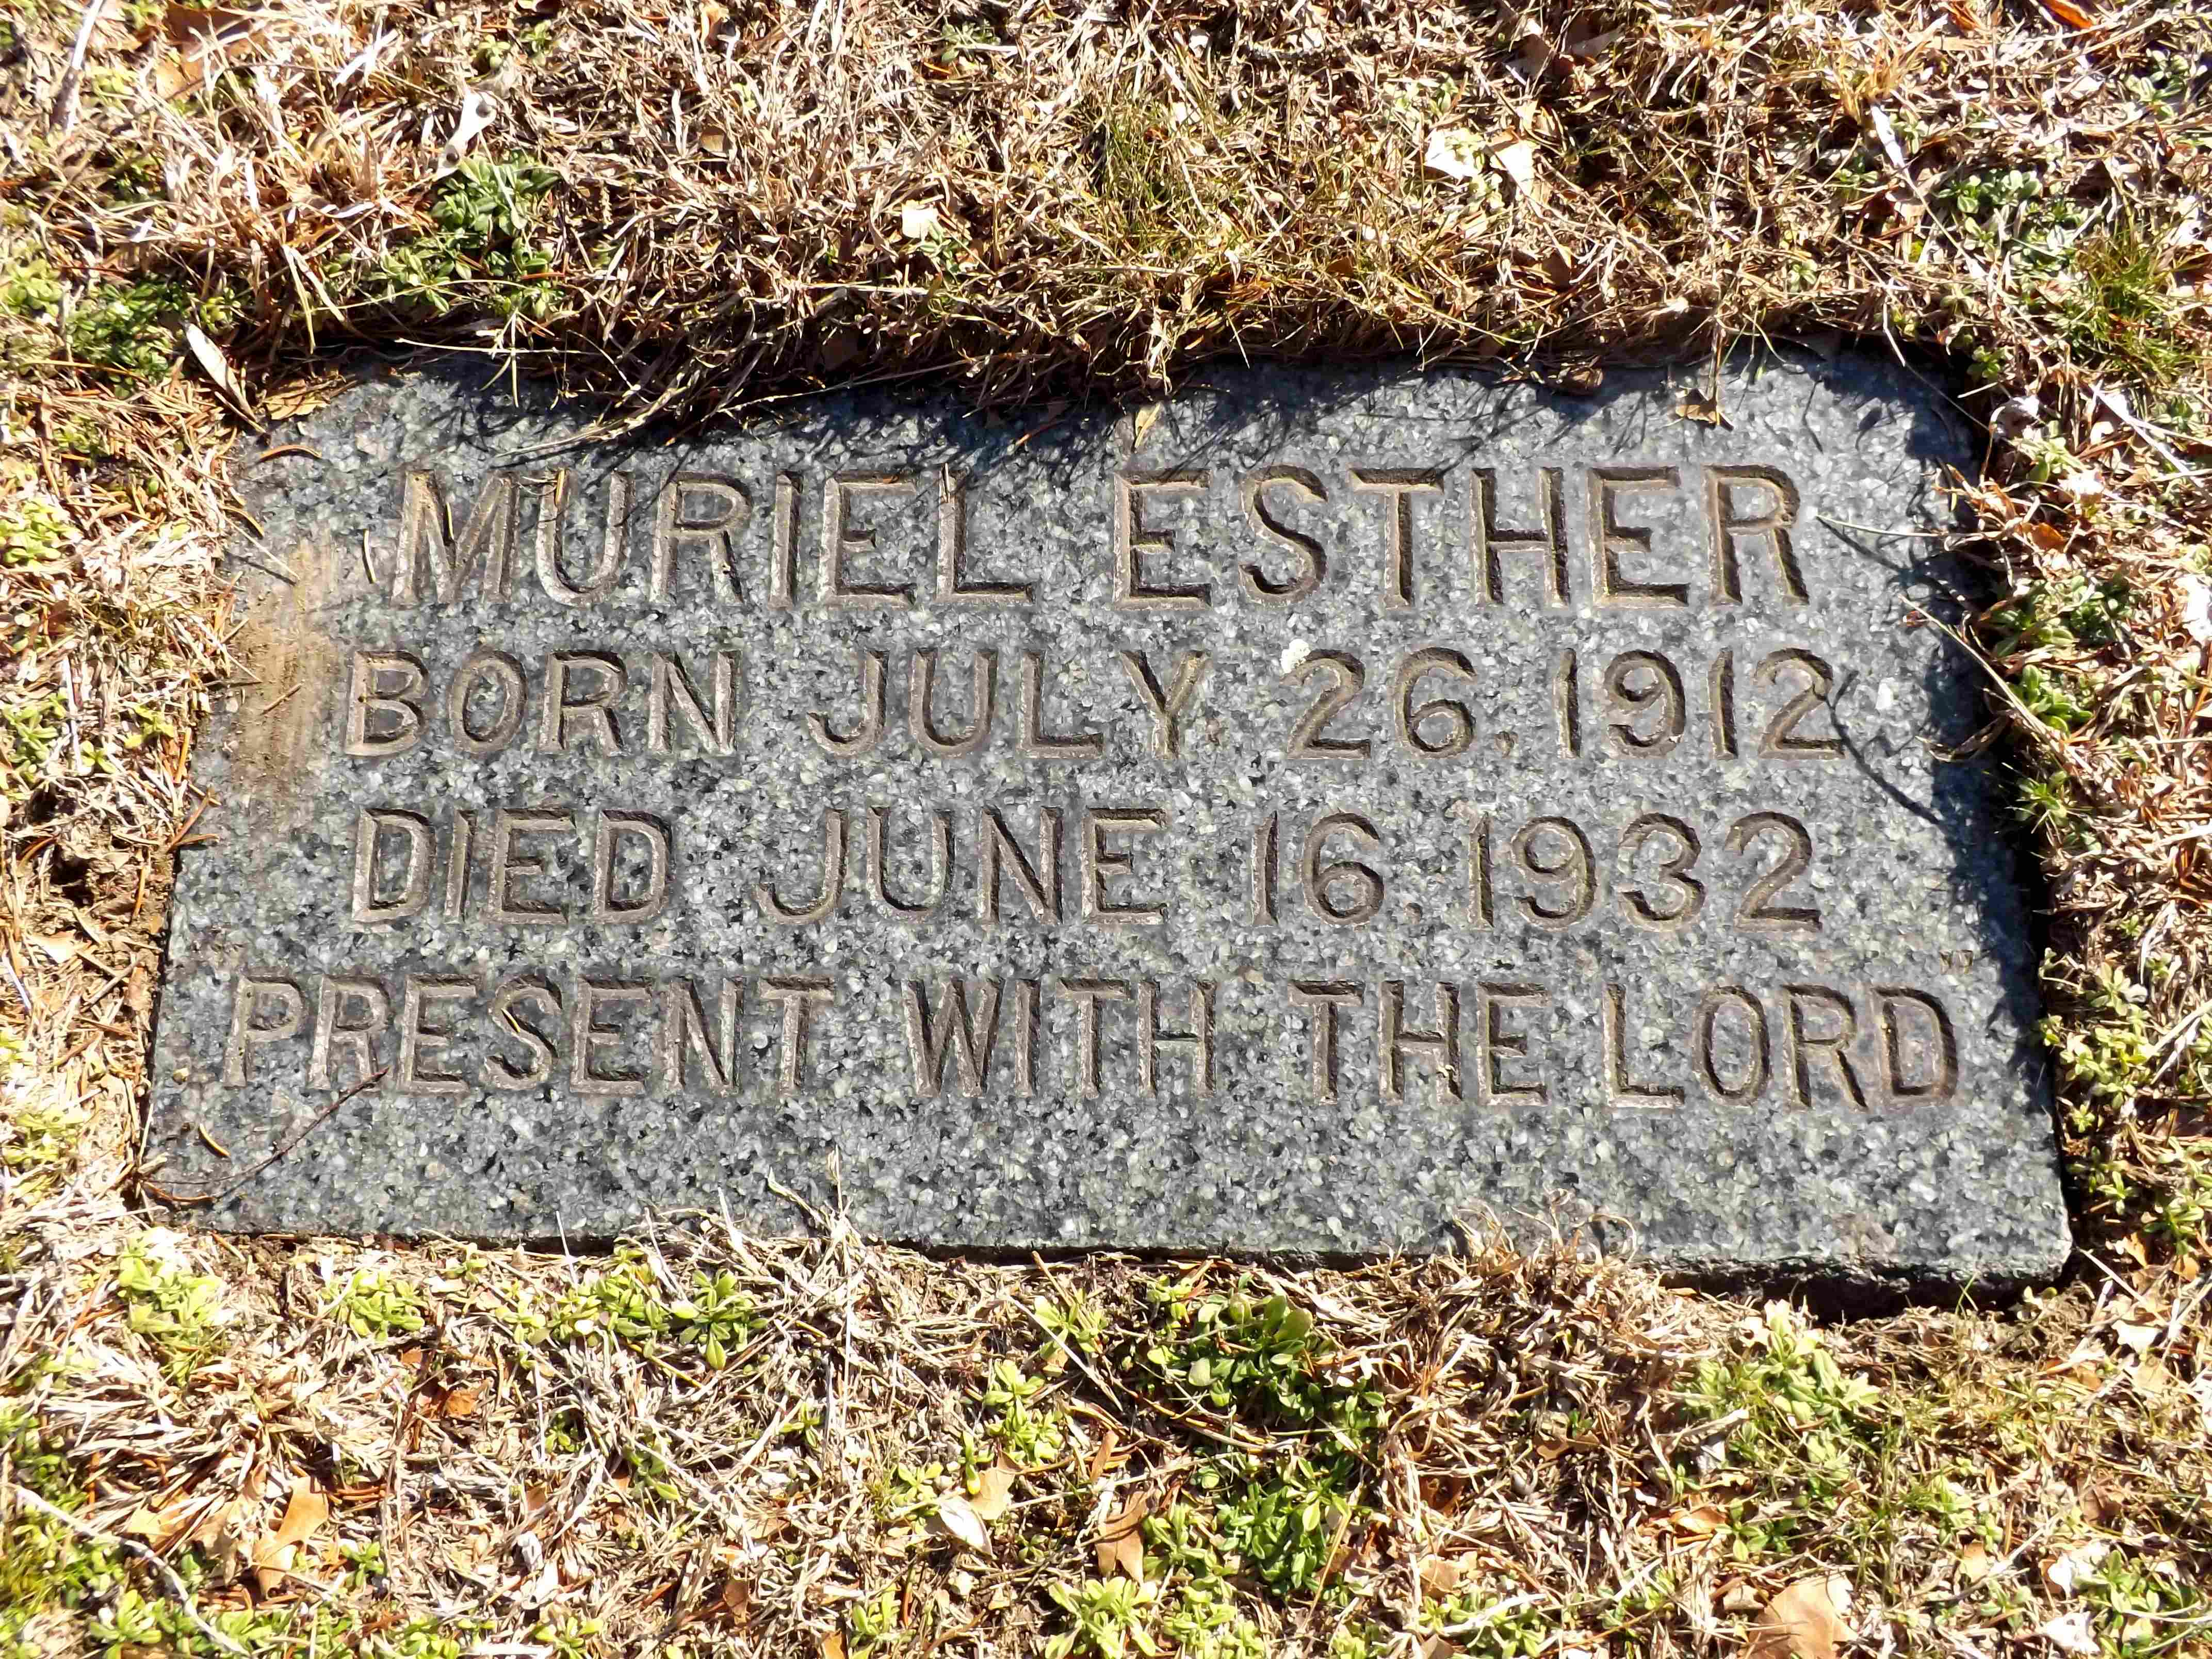 MURIEL ESTHER
BORN JULY 26.1912
DIED JUNE 16.1932
PRESENT WITH THE LORD